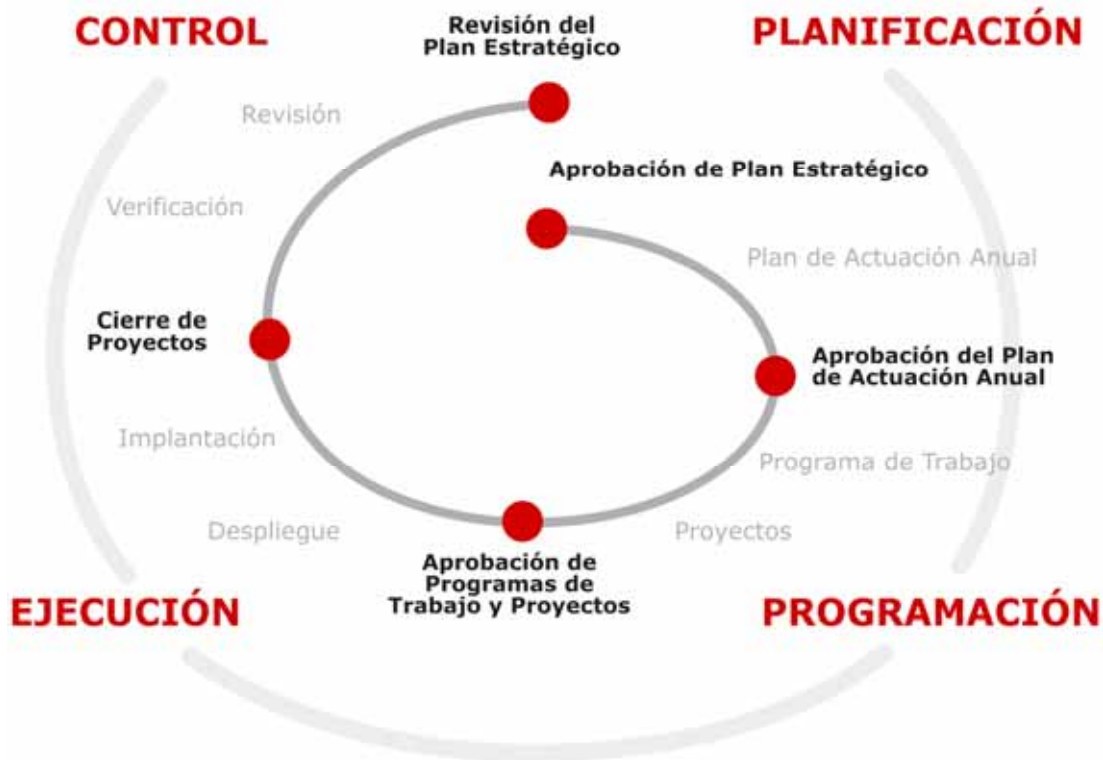 CONTROL
Revisión del
Plan Estratégico
PLANIFICACIÓN
Revisión
Aprobación de Plan Estratégico
Verificación
Plan de Actuación Anual
Cierre de
Proyectos
Aprobación del Plan
de Actuación Anual
Implantación
Programa de Trabajo
Despliegue
Proyectos
Aprobación de
Programas de
Trabajo y Proyectos
EJECUCIÓN
PROGRAMACIÓN